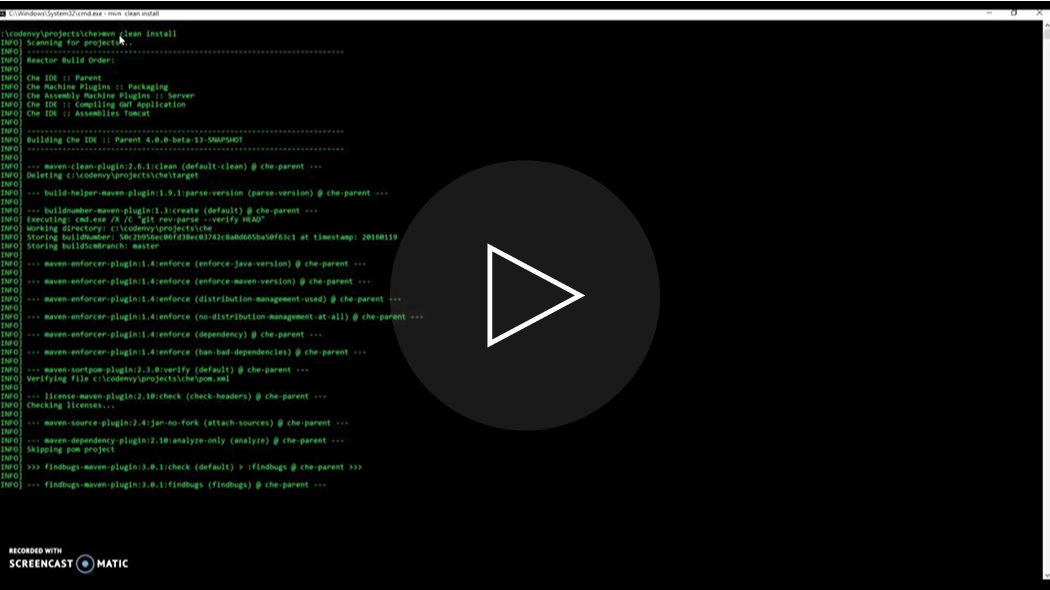 C:\Windows\System32\cmd.exe - mvn clean install
:\codenvy\projects\che>mvn clean install
INFO] Scanning for projects...
INFO] ------------------------------------------------------------------------
INFO] Reactor Build Order:
INFO]
INFO] Che IDE :: Parent
INFO] Che Machine Plugins :: Packaging
INFO] Che Assembly Machine Plugins :: Server
INFO] Che IDE :: Compiling GWT Application
INFO] Che IDE :: Assemblies Tomcat
INFO]
INFO] ------------------------------------------------------------------------
INFO] Building Che IDE :: Parent 4.0.0-beta-13-SNAPSHOT
INFO] ------------------------------------------------------------------------
INFO]
INFO] --- maven-clean-plugin:2.6.1:clean (default-clean) @ che-parent ---
INFO] Deleting c:\codenvy\projects\che\target
INFO]
INFO] --- build-helper-maven-plugin:1.9.1:parse-version (parse-version) @ che-parent ---
INFO]
INFO] --- buildnumber-maven-plugin:1.3:create (default) @ che-parent ---
INFO] Executing: cmd.exe /X /C "git rev-parse --verify HEAD"
INFO] Working directory: c:\codenvy\projects\che
INFO] Storing buildNumber: at timestamp: 20160119
INFO] Storing buildScmBranch: master
INFO]
INFO] --- maven-enforcer-plugin:1.4:enforce (enforce-java-version) @ che-parent ---
INFO]
INFO] --- maven-enforcer-plugin:1.4:enforce (enforce-maven-version) @ che-parent ---
INFO]
INFO] --- maven-enforcer-plugin:1.4:enforce (distribution-management-used) @ che-parent ---
INFO]
INFO] --- maven-enforcer-plugin:1.4:enforce (no-distribution-management-at-all) @ che-parent ---
INFO]
INFO] --- maven-enforcer-plugin:1.4:enforce (dependency) @ che-parent ---
INFO]
INFO] --- maven-enforcer-plugin:1.4:enforce (ban-bad-dependencies) @ che-parent ---
INFO]
INFO] --- maven-sortpom-plugin:2.3.0:verify (default) @ che-parent ---
INFO] Verifying file c:\codenvy\projects\che\pom.xml
INFO]
INFO] --- license-maven-plugin:2.10:check (check-headers) @ che-parent ---
INFO] Checking licenses...
INFO]
INFO] --- maven-source-plugin:2.4:jar-no-fork (attach-sources) @ che-parent ---
INFO]
INFO] --- maven-dependency-plugin:2.10:analyze-only (analyze) @ che-parent ---
INFO] Skipping pom project
INFO]
INFO] >>> findbugs-maven-plugin:3.0.1:check (default) > :findbugs @ che-parent >>>
INFO]
INFO] --- findbugs-maven-plugin:3.0.1:findbugs (findbugs) @ che-parent ---
RECORDED WITH
SCREENCAST MATIC